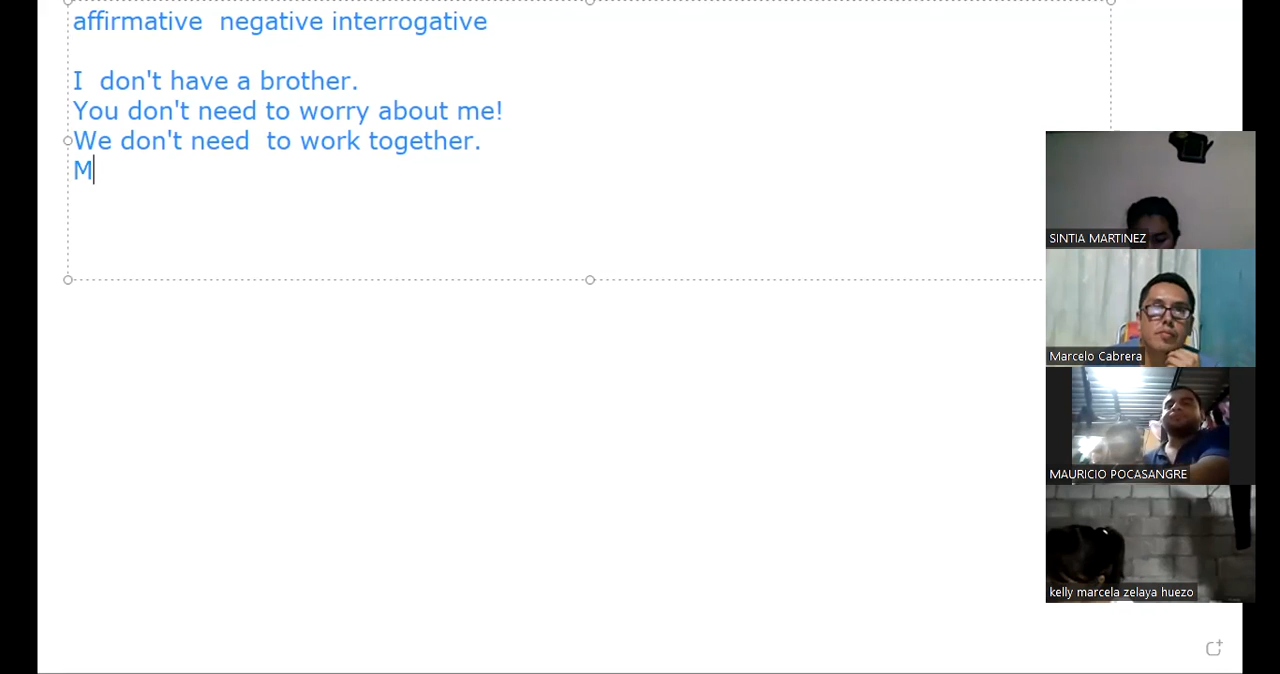 affirmative  negative interrogative
I  don't have a brother.
You don't need to worry about me!
We don't need  to work together.
M
SINTIA MARTINEZ
Marcelo Cabrera
MAURICIO POCASANGRE
kelly marcela zelaya huezo